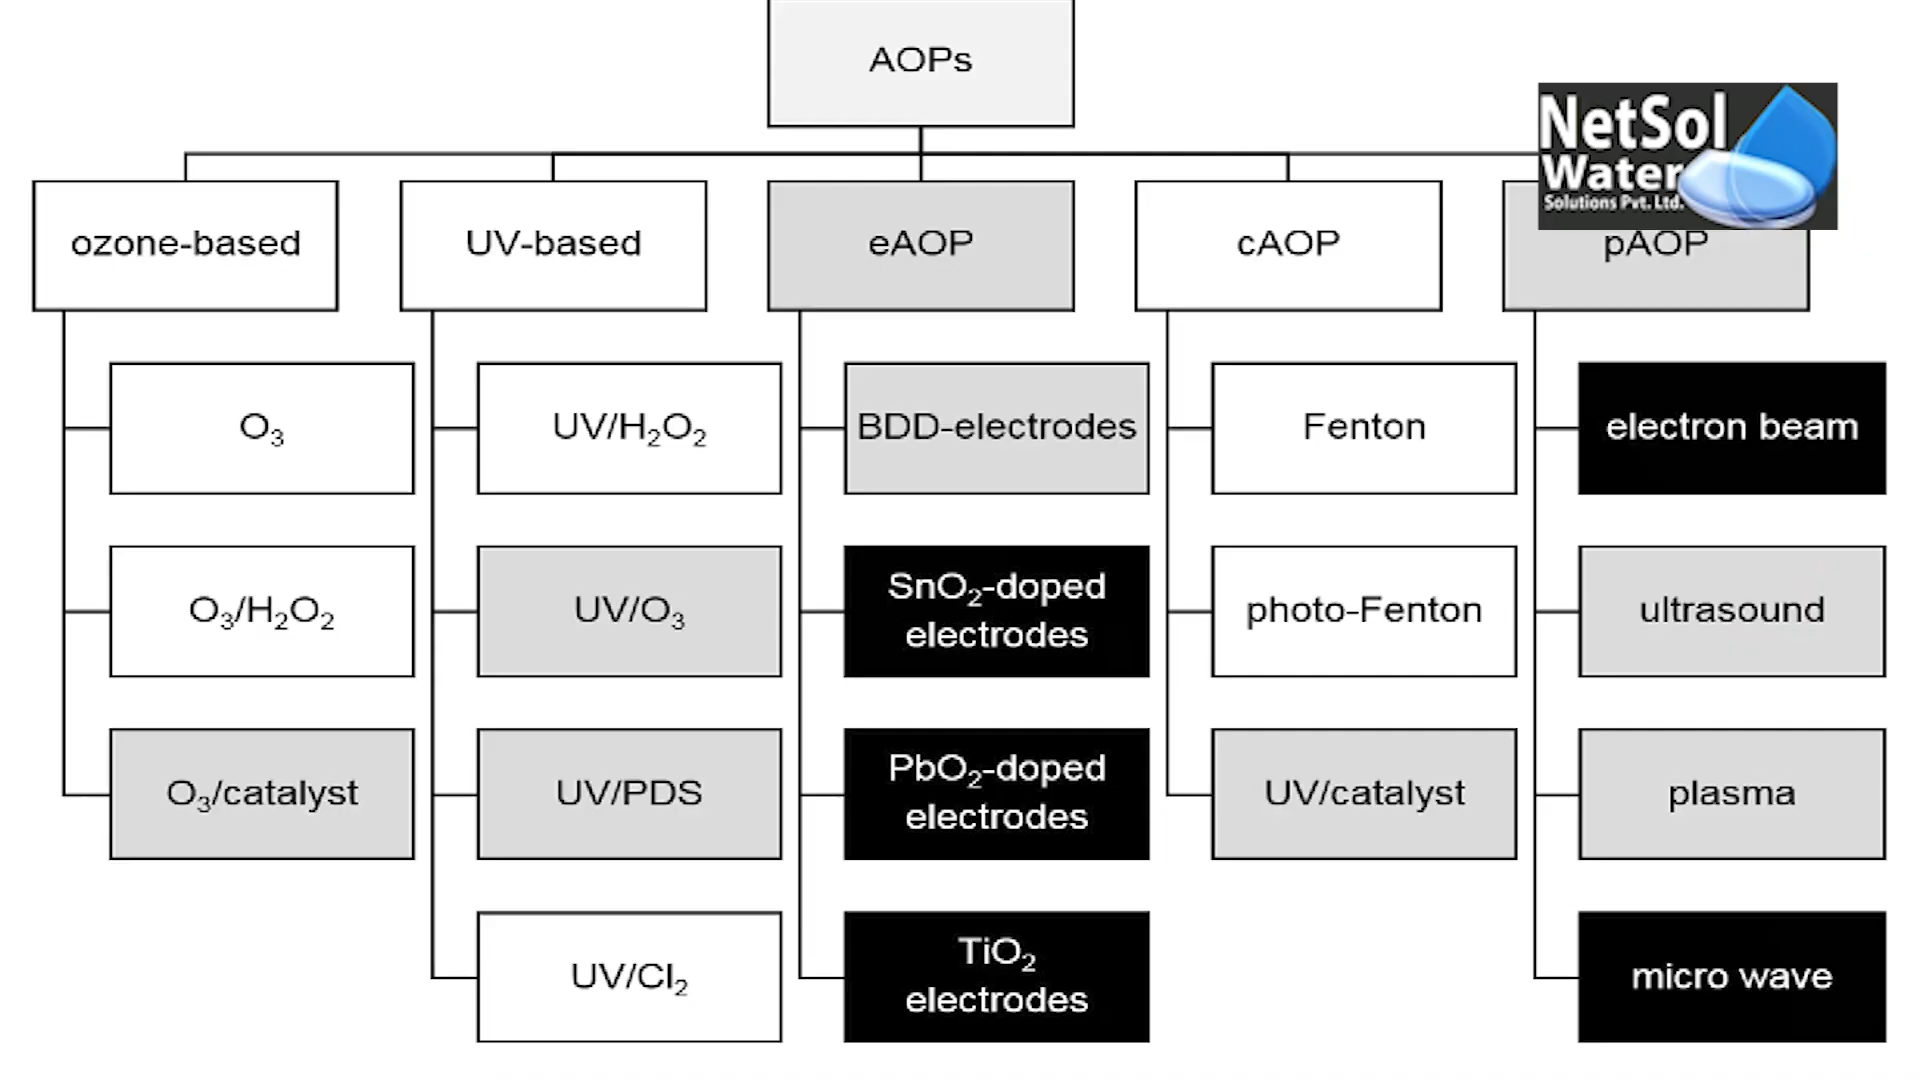 AOPs
NetSol
Water
Solutions Pvt. Ltd.
ozone-based
UV-based
eAOP
cAOP
pAOP
O₃
UV/H₂O₂
BDD-electrodes
Fenton
electron beam
O₃/H₂O₂
UV/O₃
SnO₂-doped
electrodes
photo-Fenton
ultrasound
O₃/catalyst
UV/PDS
PbO₂-doped
electrodes
UV/catalyst
plasma
UV/Cl₂
TiO₂
electrodes
micro wave